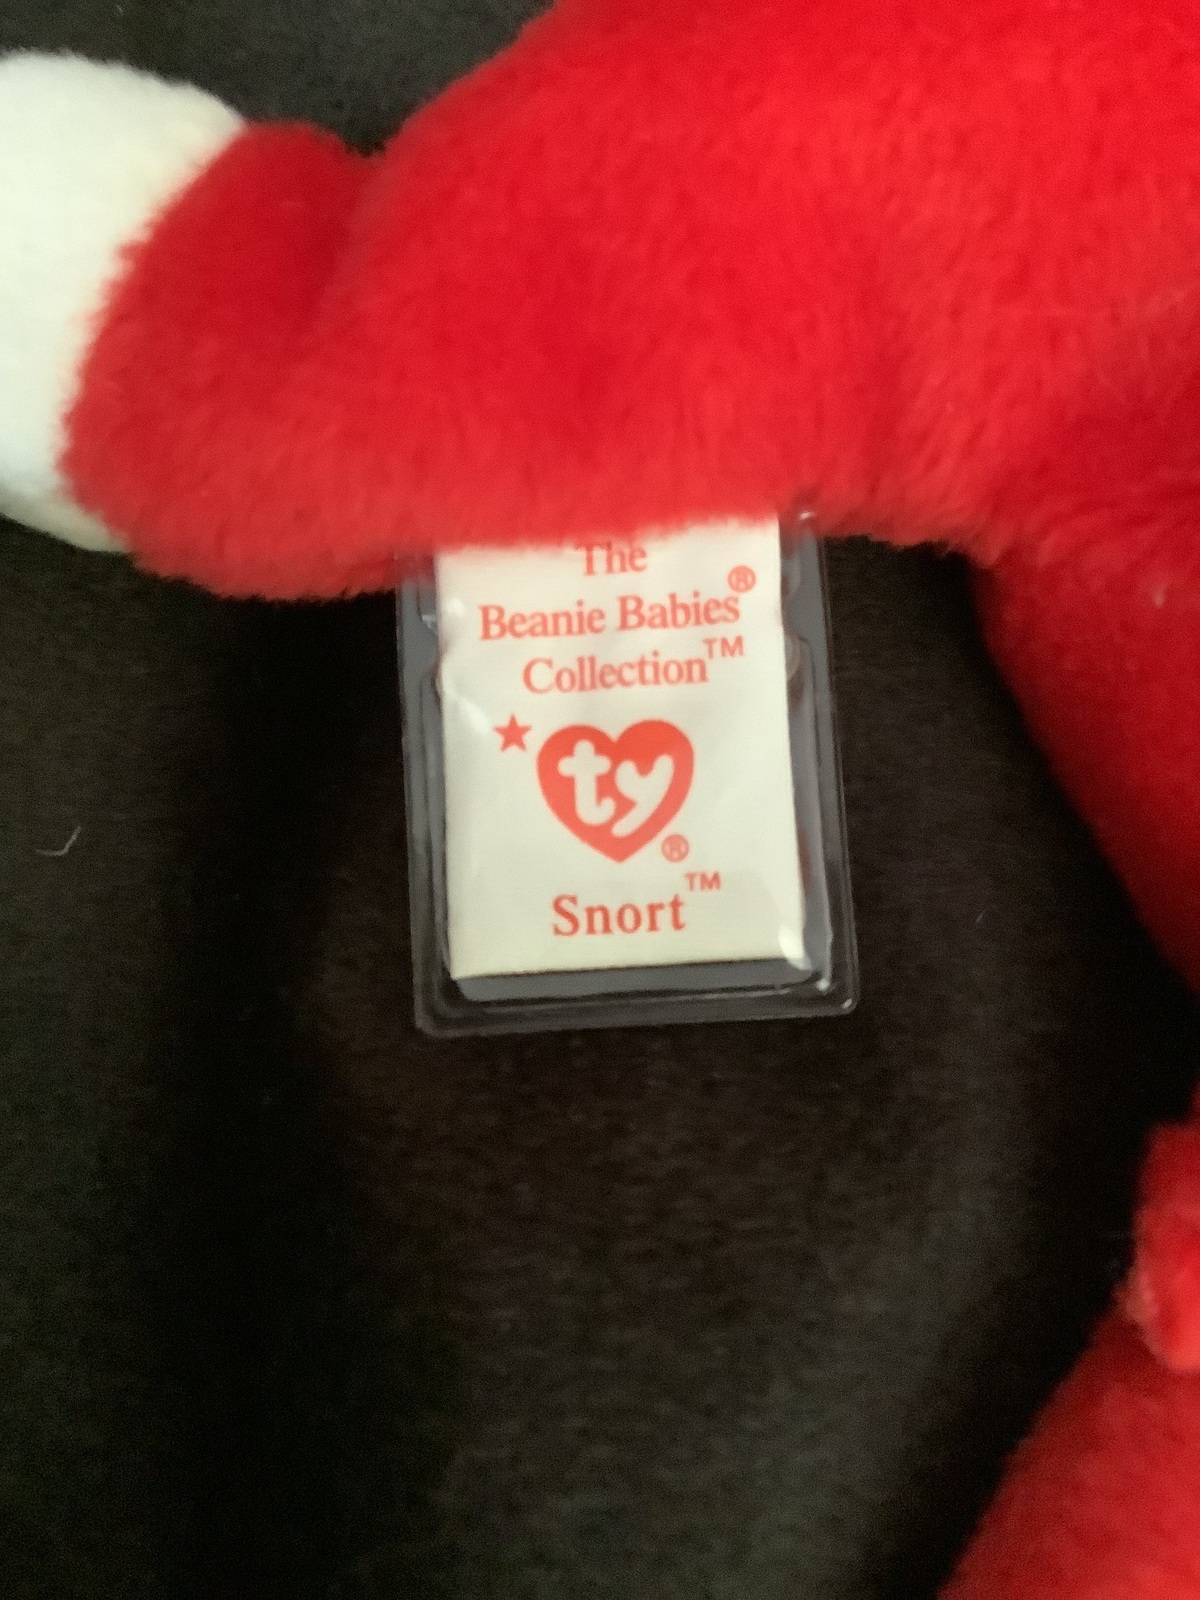 The
Beanie Babies®
Collection™
★ ty®
Snort™